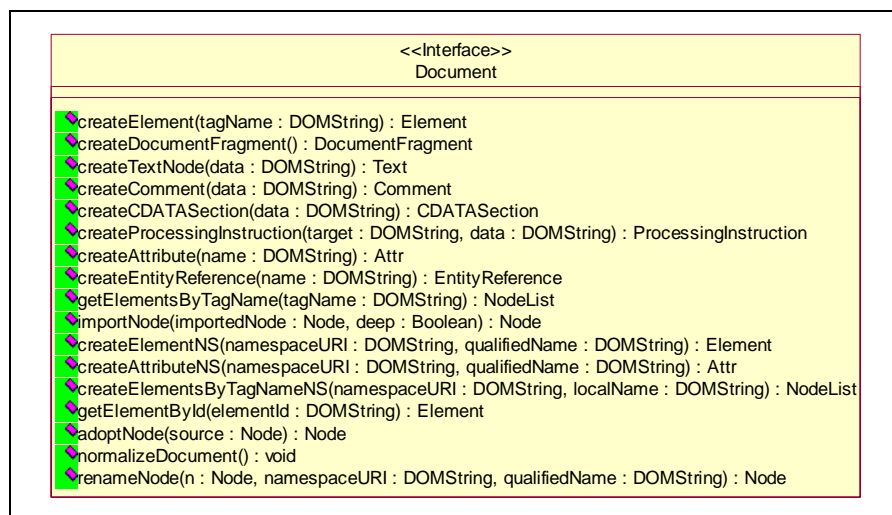 <<Interface>>
Document
createElement(tagName : DOMString) : Element
createDocumentFragment() : DocumentFragment
createTextNode(data : DOMString) : Text
createComment(data : DOMString) : Comment
createCDATASection(data : DOMString) : CDATASection
createProcessingInstruction(target : DOMString, data : DOMString) : ProcessingInstruction
createAttribute(name : DOMString) : Attr
createEntityReference(name : DOMString) : EntityReference
getElementsByTagName(tagName : DOMString) : NodeList
importNode(importedNode : Node, deep : Boolean) : Node
createElementNS(namespaceURI : DOMString, qualifiedName : DOMString) : Element
createAttributeNS(namespaceURI : DOMString, qualifiedName : DOMString) : Attr
createElementsByTagNameNS(namespaceURI : DOMString, localName : DOMString) : NodeList
getElementById(elementId : DOMString) : Element
adoptNode(source : Node) : Node
normalizeDocument() : void
renameNode(n : Node, namespaceURI : DOMString, qualifiedName : DOMString) : Node